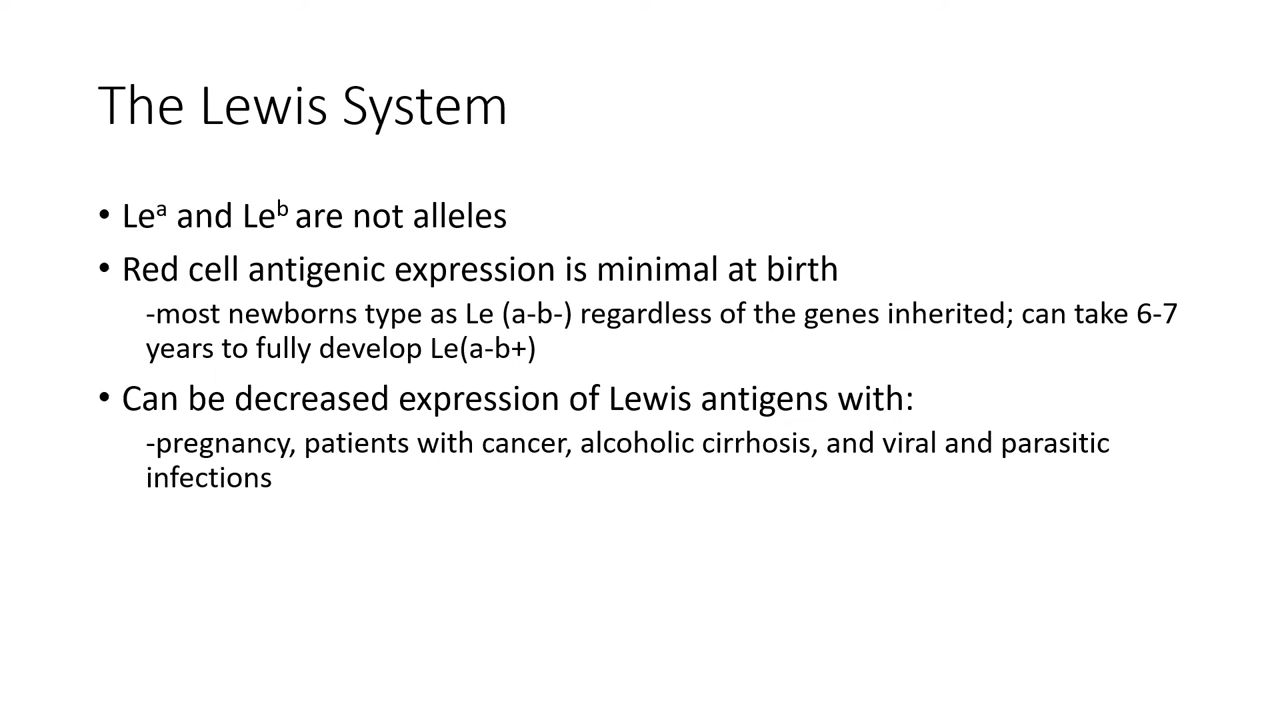 The Lewis System
• Leᵃ and Leᵇ are not alleles
• Red cell antigenic expression is minimal at birth
-most newborns type as Le (a-b-) regardless of the genes inherited; can take 6-7
years to fully develop Le(a-b+)
• Can be decreased expression of Lewis antigens with:
-pregnancy, patients with cancer, alcoholic cirrhosis, and viral and parasitic
infections